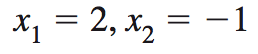 x₁ = 2, x₂ = −1